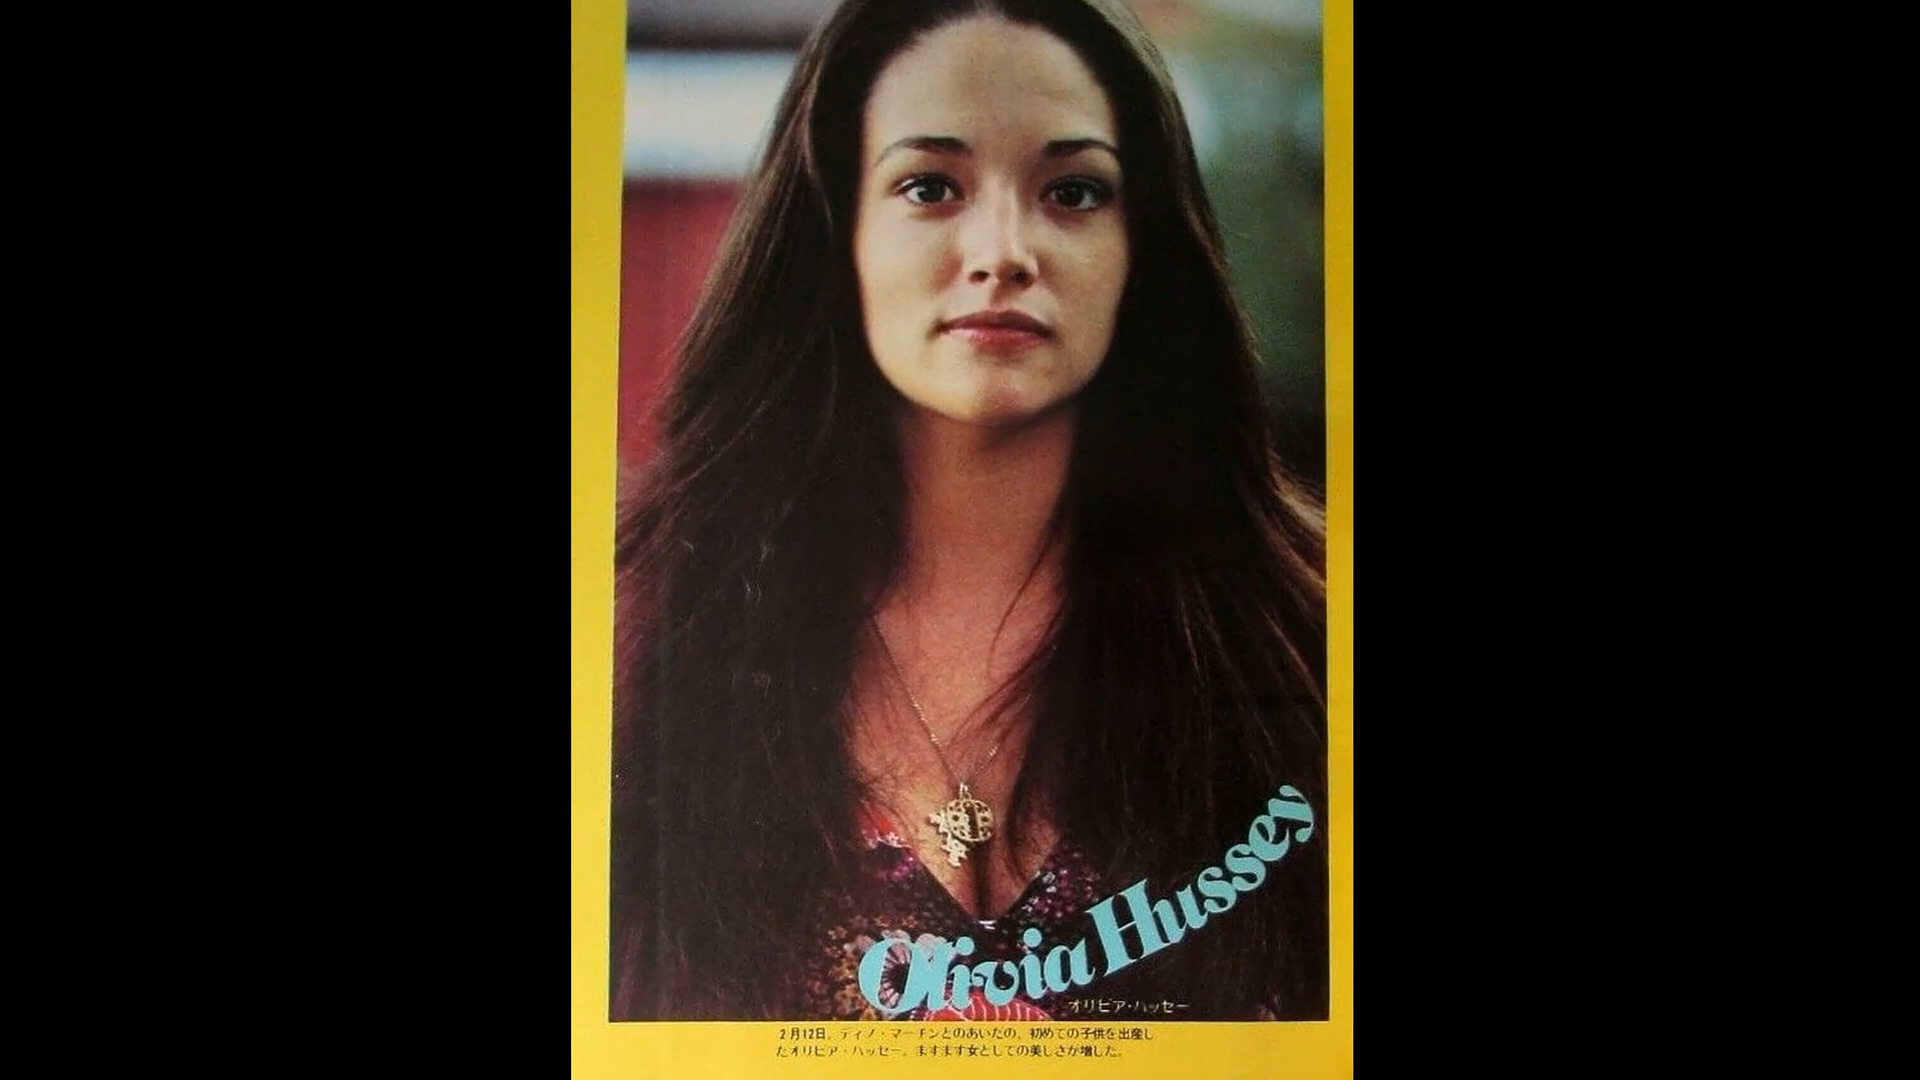 Olivia Hussey
オリビア・ハッセー
2月12日、ディノ・マーチンとのあいだの、初めての子供を出産し
たオリビア・ハッセー。ますます女としての美しさが増した。